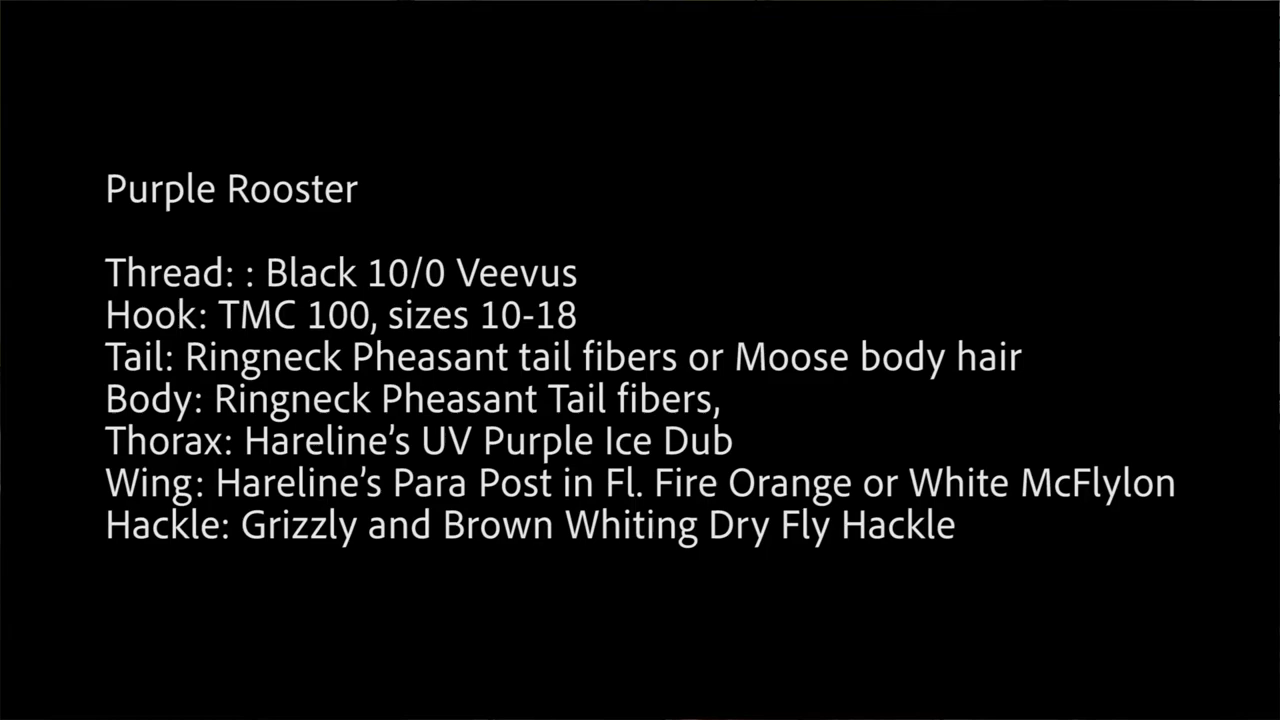 Purple Rooster
Thread: : Black 10/0 Veevus
Hook: TMC 100, sizes 10-18
Tail: Ringneck Pheasant tail fibers or Moose body hair
Body: Ringneck Pheasant Tail fibers,
Thorax: Hareline’s UV Purple Ice Dub
Wing: Hareline’s Para Post in Fl. Fire Orange or White McFlylon
Hackle: Grizzly and Brown Whiting Dry Fly Hackle